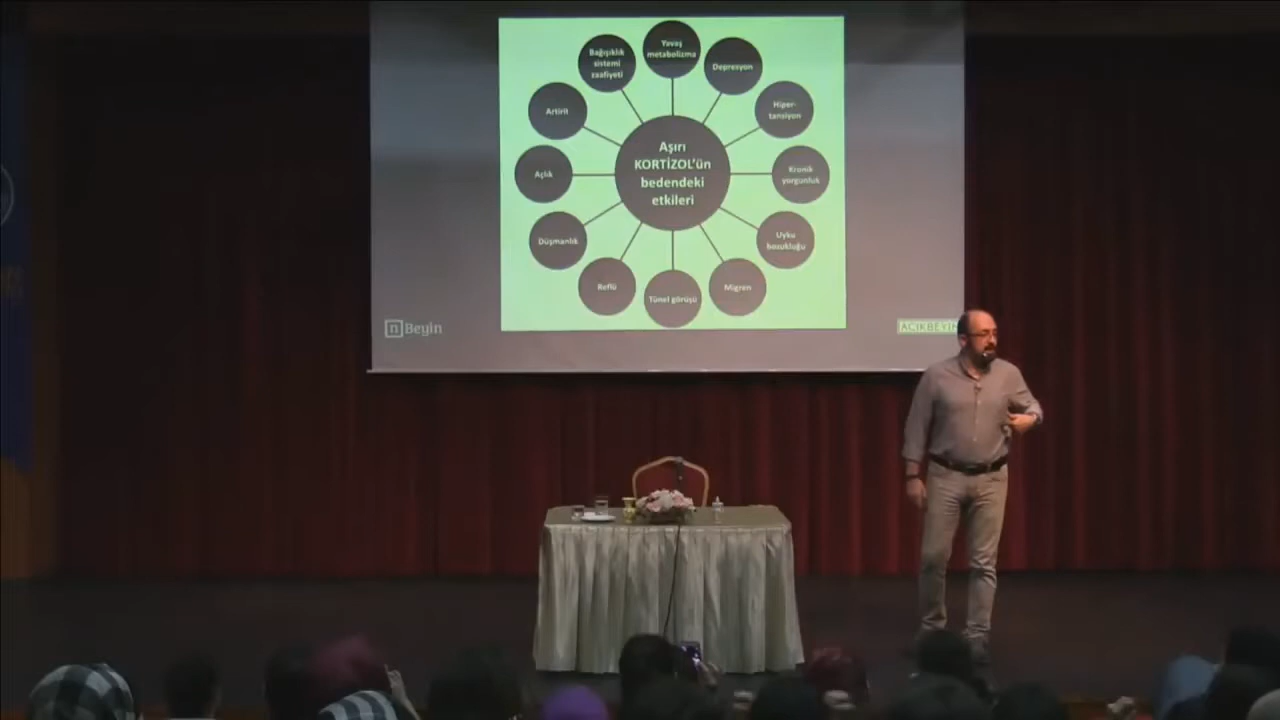 Yavaş
metabolizma
Depresyon
Hiper-
tansiyon
Kronik
yorgunluk
Uyku
bozukluğu
Migren
Tünel görüşü
Reflü
Düşmanlık
Açlık
Artirit
Bağışıklık
sistemi
zaafiyeti
Aşırı
KORTİZOL'ün
bedendeki
etkileri
n Beyin
AÇIKBEYİN